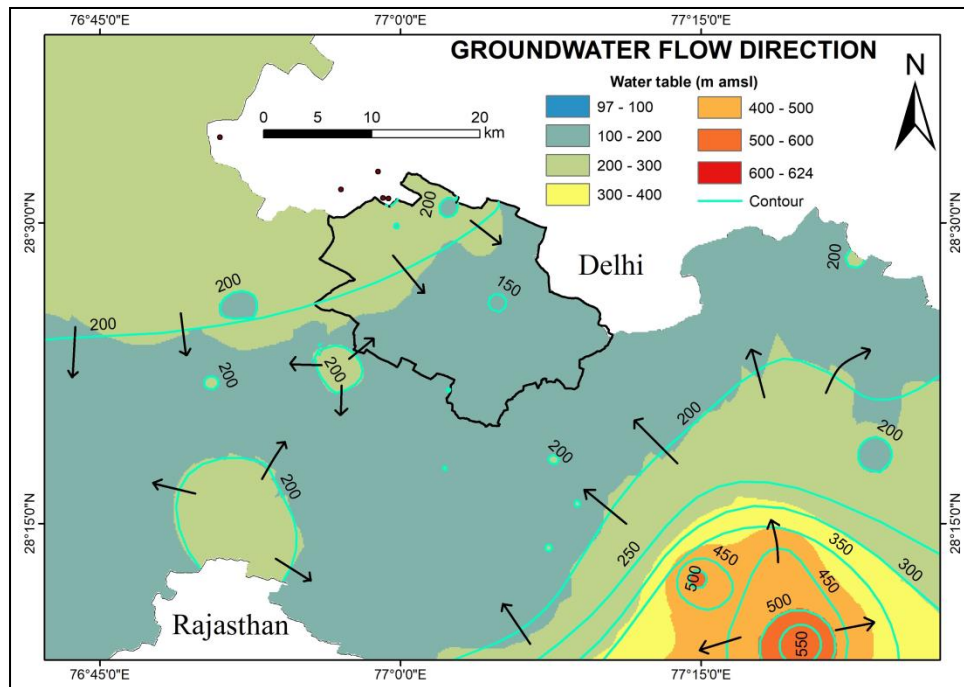 76°45'0"E
77°0'0"E
77°15'0"E
GROUNDWATER FLOW DIRECTION
N
Water table (m amsl)
97 - 100
100 - 200
200 - 300
300 - 400
400 - 500
500 - 600
600 - 624
Contour
0 5 10 20
km
28°30'0"N
28°30'0"N
200
Delhi
200
200
150
200
200
200
200
200
200
200
200
28°15'0"N
28°15'0"N
250
350
300
450
500
450
500
550
Rajasthan
76°45'0"E
77°0'0"E
77°15'0"E